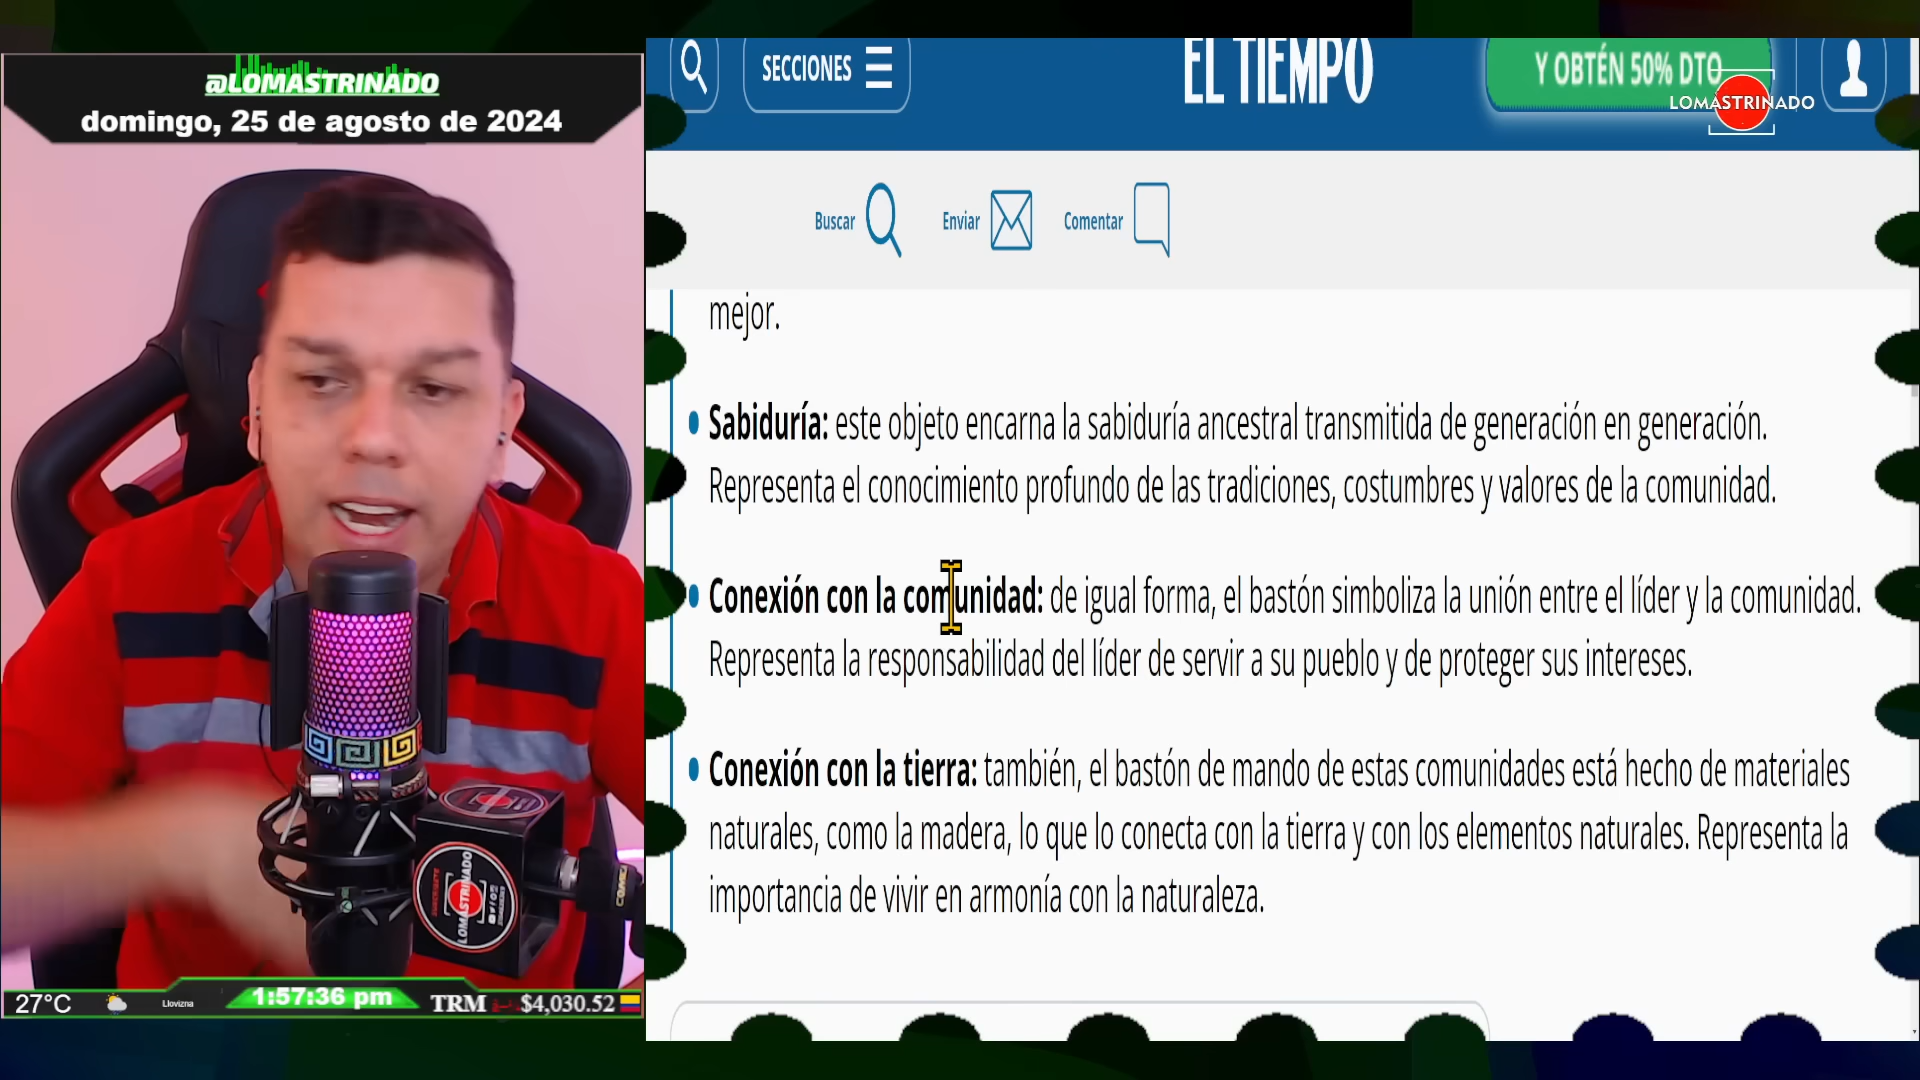 @LOMASTRINADO
domingo, 25 de agosto de 2024
SECCIONES
EL TIEMPO
Y OBTÉN 50% DTO
LOMASTRINADO
Buscar
Enviar
Comentar
mejor.
• Sabiduría: este objeto encarna la sabiduría ancestral transmitida de generación en generación.
Representa el conocimiento profundo de las tradiciones, costumbres y valores de la comunidad.
• Conexión con la comunidad: de igual forma, el bastón simboliza la unión entre el líder y la comunidad.
Representa la responsabilidad del líder de servir a su pueblo y de proteger sus intereses.
• Conexión con la tierra: también, el bastón de mando de estas comunidades está hecho de materiales
naturales, como la madera, lo que lo conecta con la tierra y con los elementos naturales. Representa la
importancia de vivir en armonía con la naturaleza.
LOMASTRINADO
27°C
Llovizna
1:57:36 pm
TRM
$4,030.52